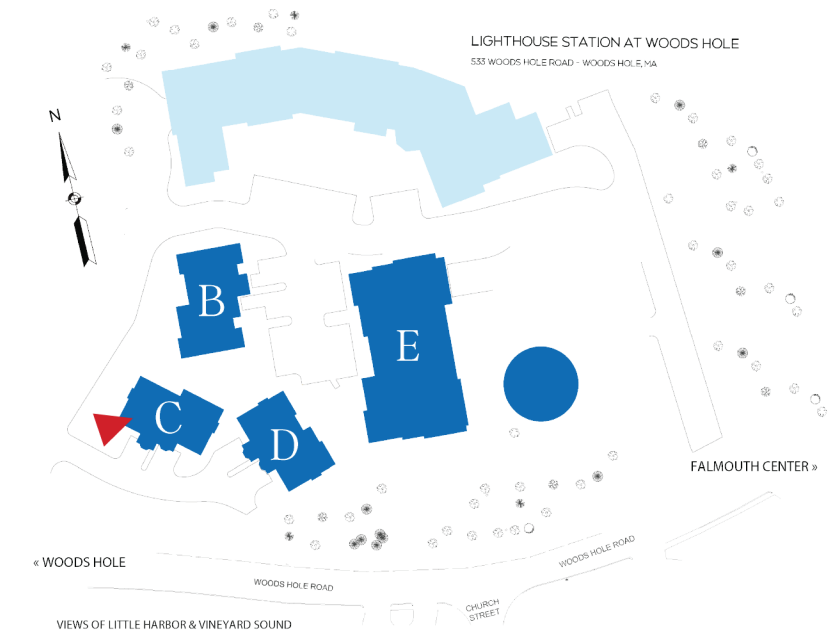 LIGHTHOUSE STATION AT WOODS HOLE
533 WOODS HOLE ROAD - WOODS HOLE, MA
N
B
E
C
D
FALMOUTH CENTER »
« WOODS HOLE
WOODS HOLE ROAD
WOODS HOLE ROAD
CHURCH
STREET
VIEWS OF LITTLE HARBOR & VINEYARD SOUND